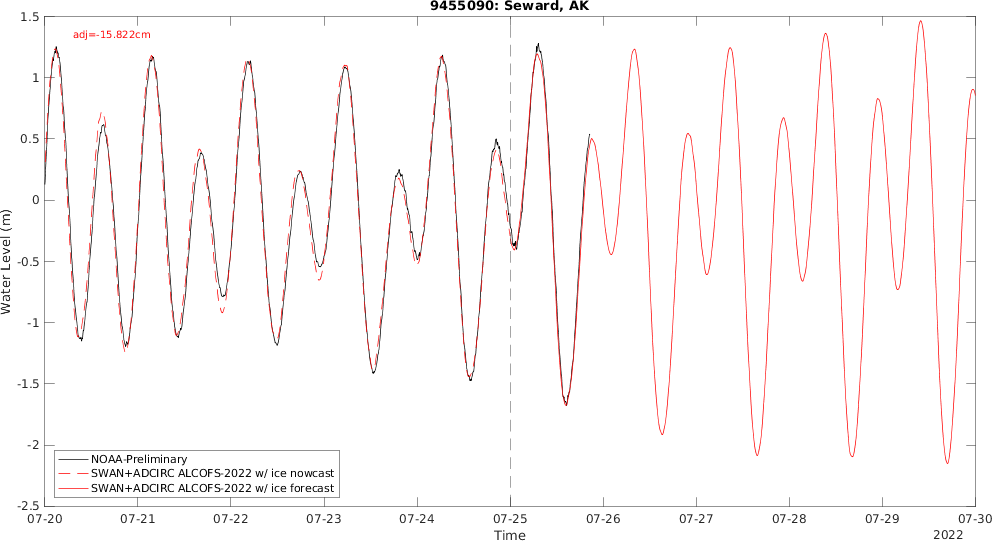 9455090: Seward, AK
adj=-15.822cm
1.5
1
0.5
0
-0.5
-1
-1.5
-2
-2.5
Water Level (m)
NOAA-Preliminary
SWAN+ADCIRC ALCOFS-2022 w/ ice nowcast
SWAN+ADCIRC ALCOFS-2022 w/ ice forecast
07-20 07-21 07-22 07-23 07-24 07-25 07-26 07-27 07-28 07-29 07-30
Time
2022